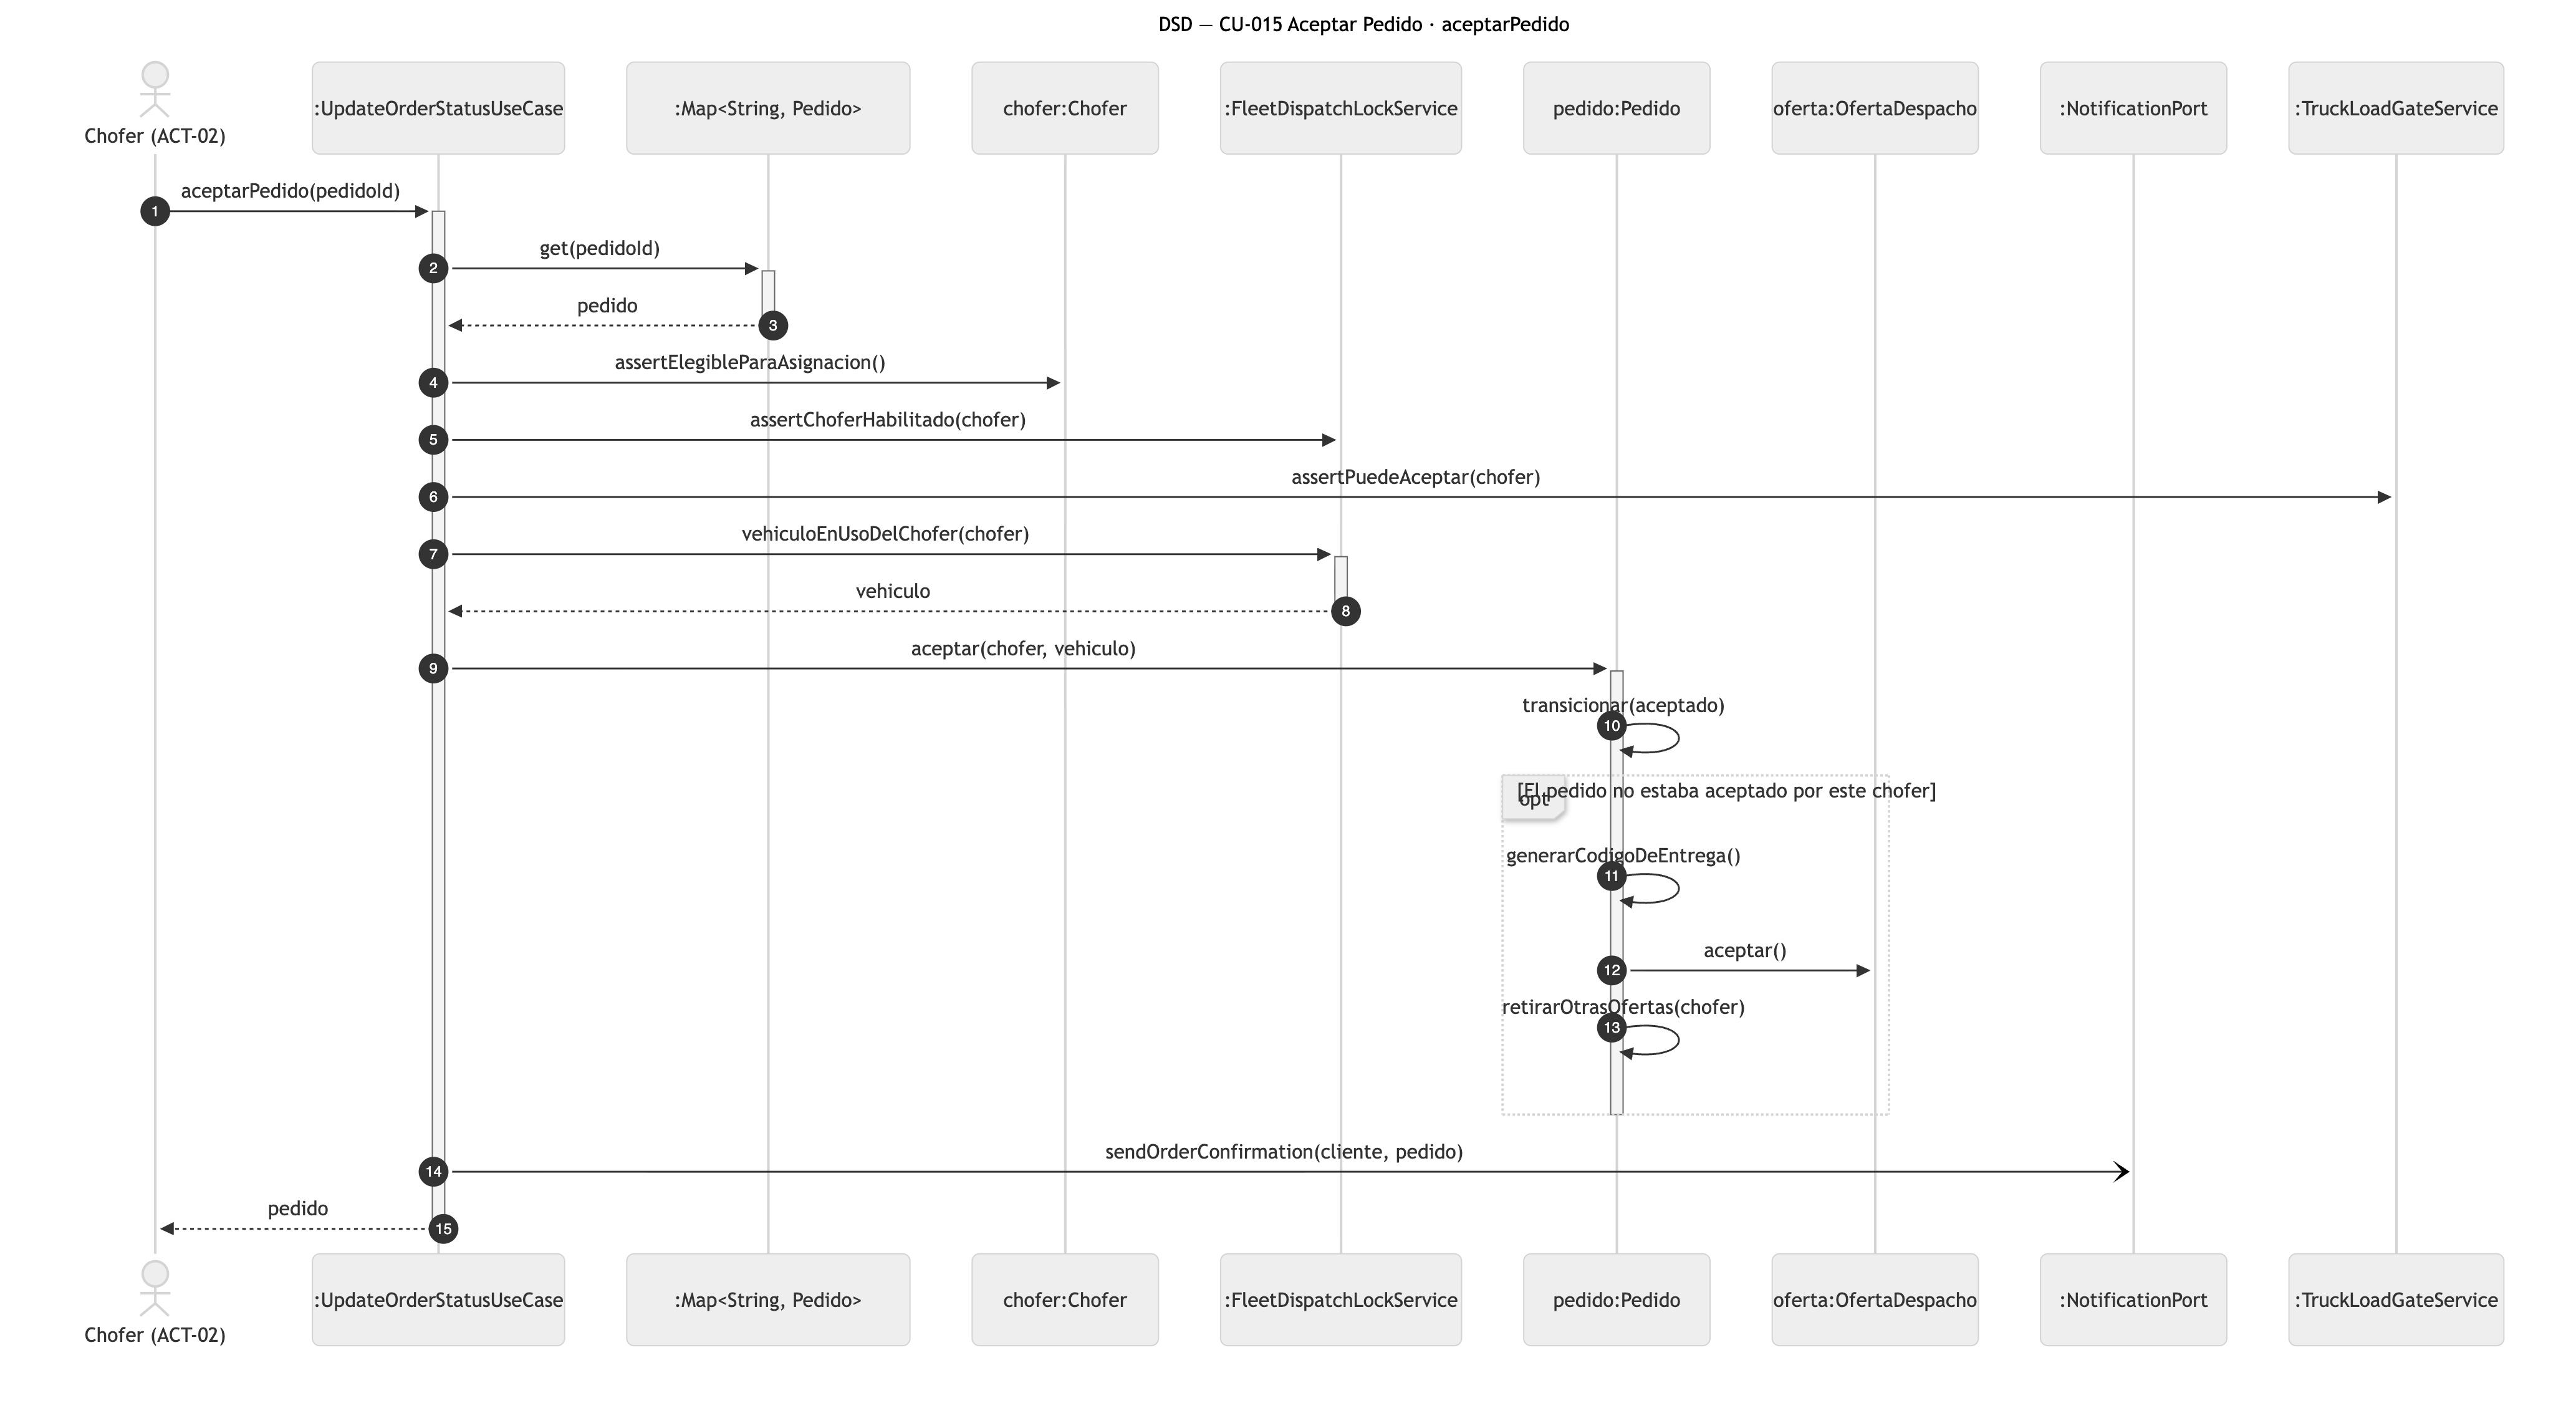 DSD — CU-015 Aceptar Pedido · aceptarPedido
Chofer (ACT-02)
:UpdateOrderStatusUseCase
:Map<String, Pedido>
chofer:Chofer
:FleetDispatchLockService
pedido:Pedido
oferta:OfertaDespacho
:NotificationPort
:TruckLoadGateService
aceptarPedido(pedidoId)
1
get(pedidoId)
2
pedido
3
assertElegibleParaAsignacion()
4
assertChoferHabilitado(chofer)
5
assertPuedeAceptar(chofer)
6
vehiculoEnUsoDelChofer(chofer)
7
vehiculo
8
aceptar(chofer, vehiculo)
9
transicionar(aceptado)
10
opt
[El pedido no estaba aceptado por este chofer]
generarCodigoDeEntrega()
11
aceptar()
12
retirarOtrasOfertas(chofer)
13
sendOrderConfirmation(cliente, pedido)
14
pedido
15
Chofer (ACT-02)
:UpdateOrderStatusUseCase
:Map<String, Pedido>
chofer:Chofer
:FleetDispatchLockService
pedido:Pedido
oferta:OfertaDespacho
:NotificationPort
:TruckLoadGateService